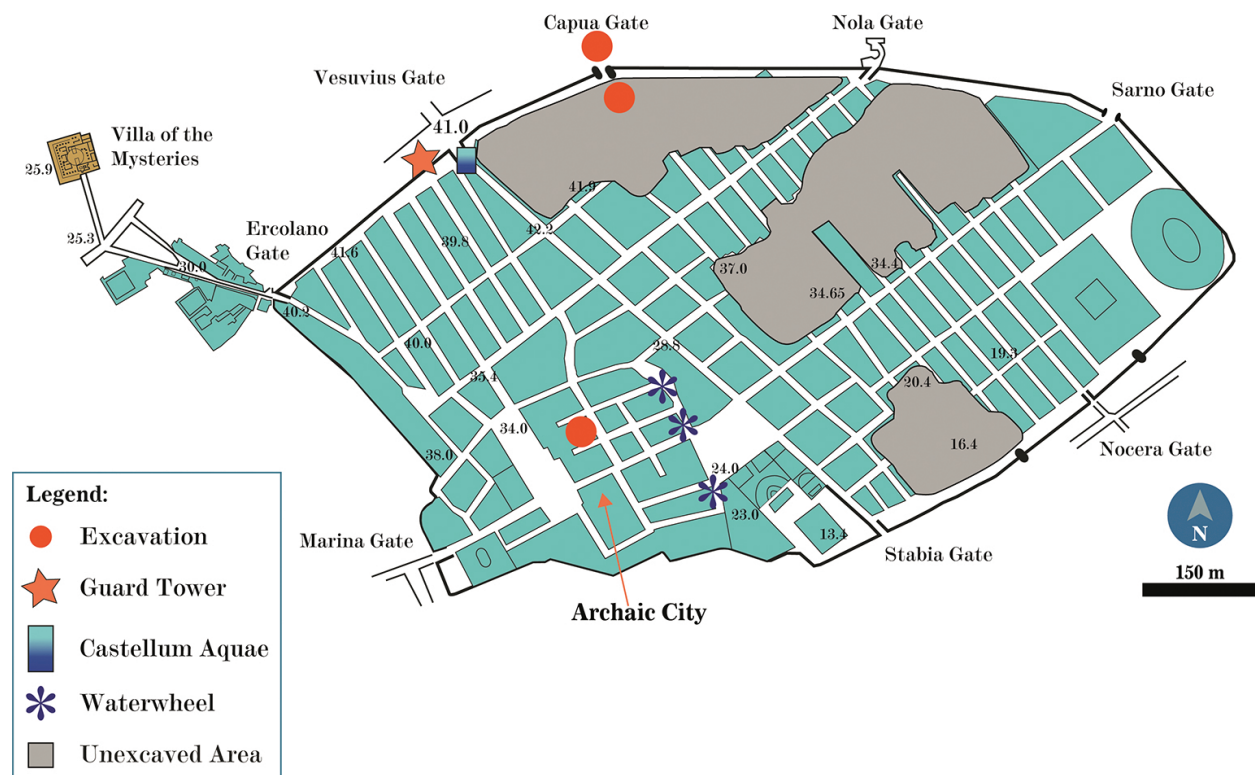 Capua Gate
Nola Gate
Vesuvius Gate
Sarno Gate
41.0
Villa of the
Mysteries
25.9
41.9
Ercolano
Gate
42.2
39.8
25.3
41.6
30.0
37.0
34.4
34.65
40.2
40.0
28.8
19.3
35.4
20.4
34.0
16.4
38.0
Nocera Gate
24.0
23.0
13.4
Marina Gate
Stabia Gate
N
150 m
Archaic City
Legend:
Excavation
Guard Tower
Castellum Aquae
Waterwheel
Unexcaved Area